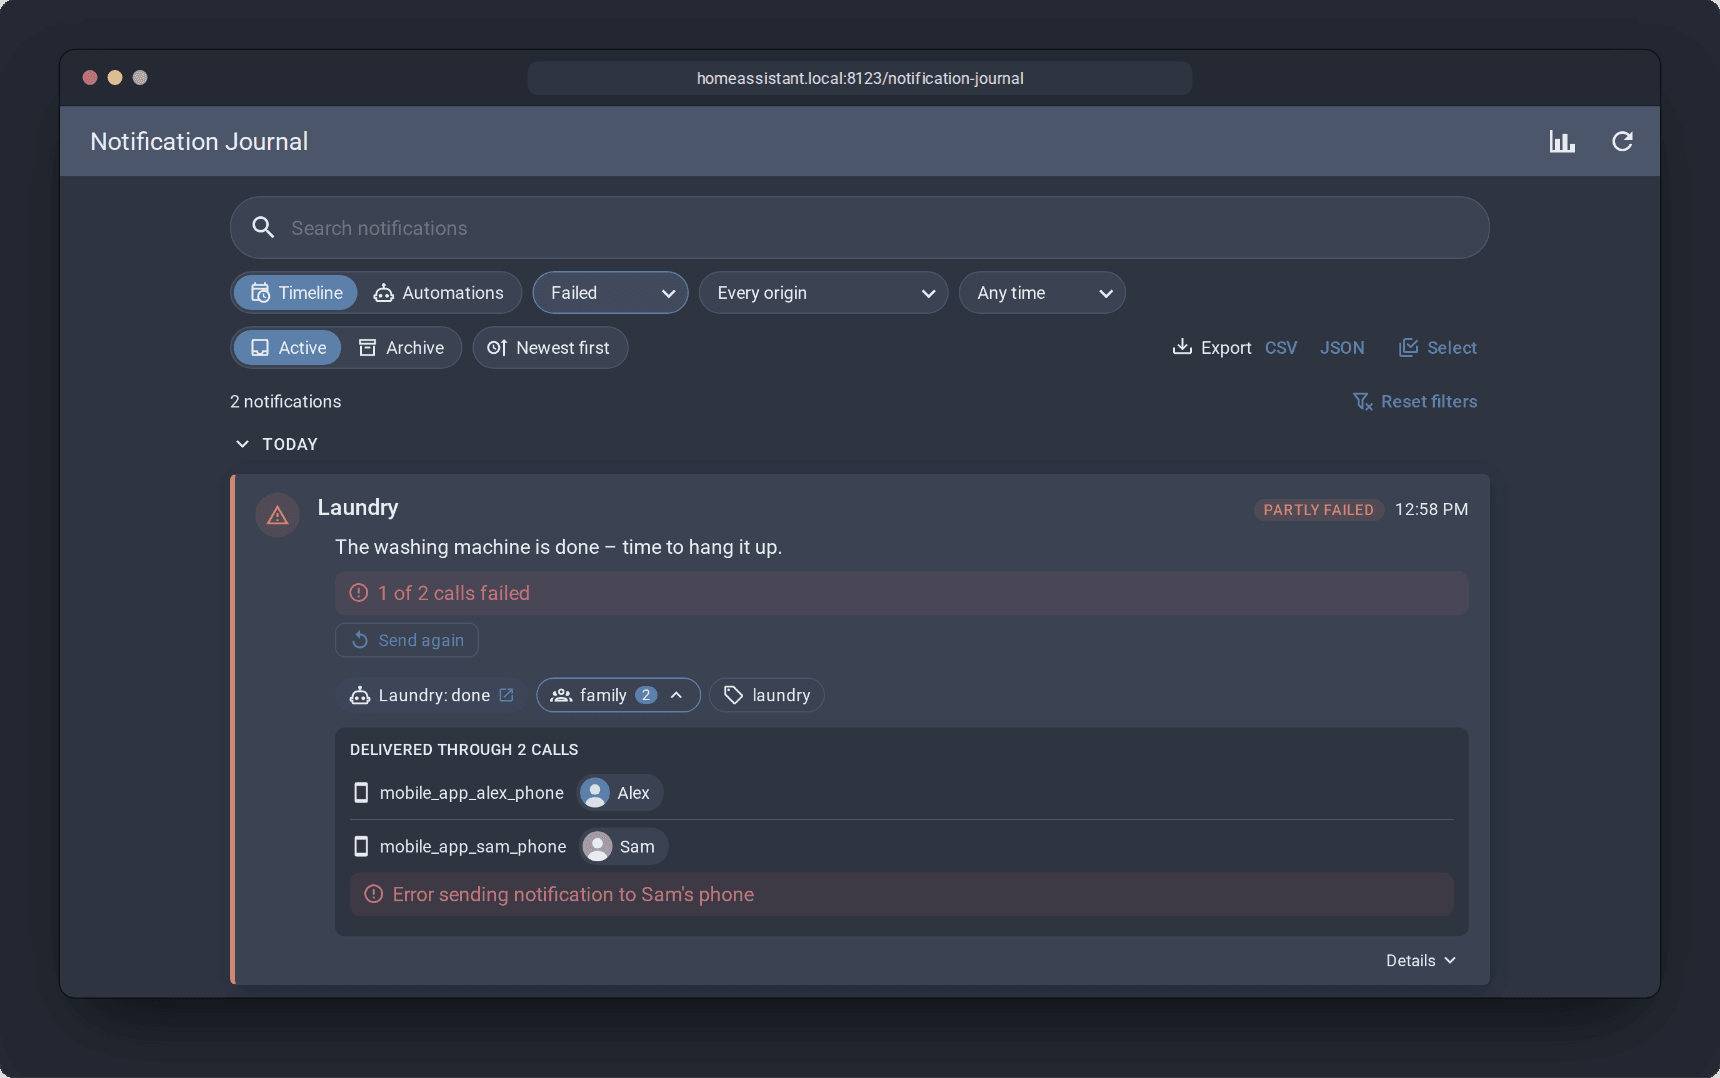 homeassistant.local:8123/notification-journal
Notification Journal
Search notifications
Timeline Automations Failed Every origin Any time
Active Archive Newest first Export CSV JSON Select
2 notifications Reset filters
TODAY
Laundry PARTLY FAILED 12:58 PM
The washing machine is done – time to hang it up.
1 of 2 calls failed
Send again
Laundry: done family 2 laundry
DELIVERED THROUGH 2 CALLS
mobile_app_alex_phone Alex
mobile_app_sam_phone Sam
Error sending notification to Sam's phone
Details